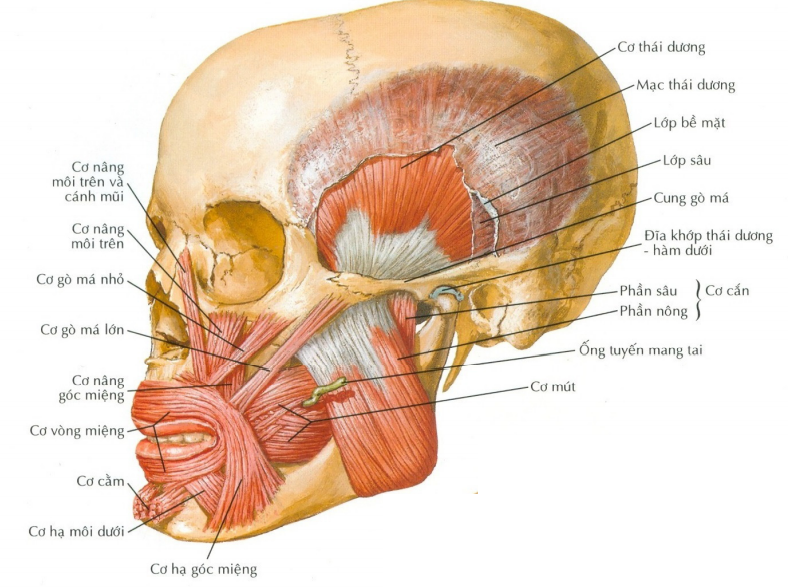 Cơ thái dương
Mạc thái dương
Lớp bề mặt
Lớp sâu
Cung gò má
Đĩa khớp thái dương
- hàm dưới
Phần sâu
Phần nông
Cơ cắn
Ống tuyến mang tai
Cơ mút
Cơ nâng
môi trên và
cánh mũi
Cơ nâng
môi trên
Cơ gò má nhỏ
Cơ gò má lớn
Cơ nâng
góc miệng
Cơ vòng miệng
Cơ cằm
Cơ hạ môi dưới
Cơ hạ góc miệng